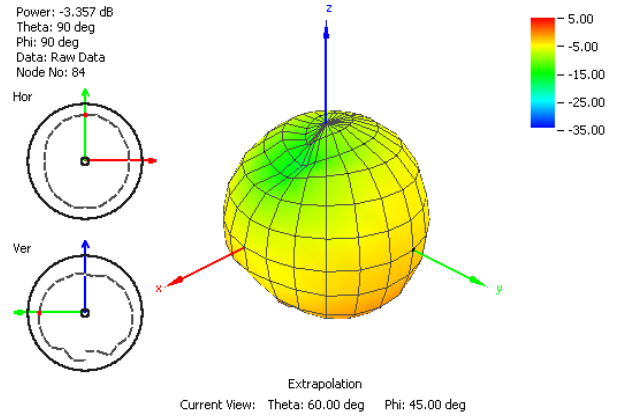 Power: -3.357 dB
Theta: 90 deg
Phi: 90 deg
Data: Raw Data
Node No: 84
Hor
Ver
z
x
y
5.00
-5.00
-15.00
-25.00
-35.00
Extrapolation
Current View: Theta: 60.00 deg Phi: 45.00 deg